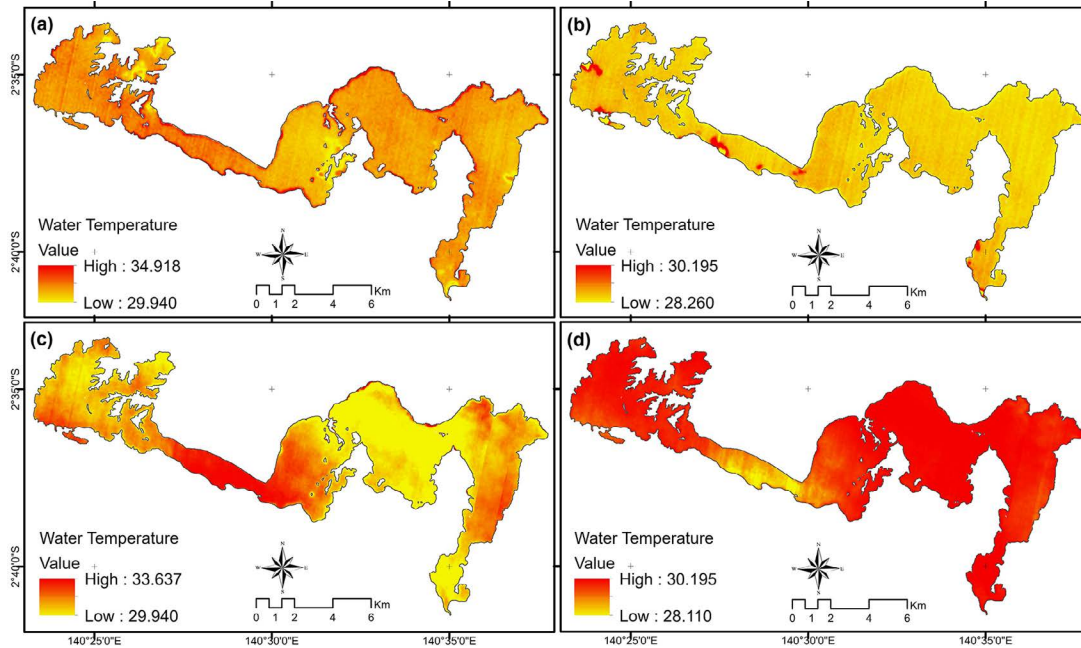 (a)
2°35'0"S
2°40'0"S
Water Temperature
Value
High : 34.918
Low : 29.940
N
W E
S
Km
0 1 2 4 6
(b)
Water Temperature
Value
High : 30.195
Low : 28.260
N
W E
S
Km
0 1 2 4 6
(c)
2°35'0"S
2°40'0"S
Water Temperature
Value
High : 33.637
Low : 29.940
N
W E
S
Km
0 1 2 4 6
140°25'0"E 140°30'0"E 140°35'0"E
(d)
Water Temperature
Value
High : 30.195
Low : 28.110
N
W E
S
Km
0 1 2 4 6
140°25'0"E 140°30'0"E 140°35'0"E